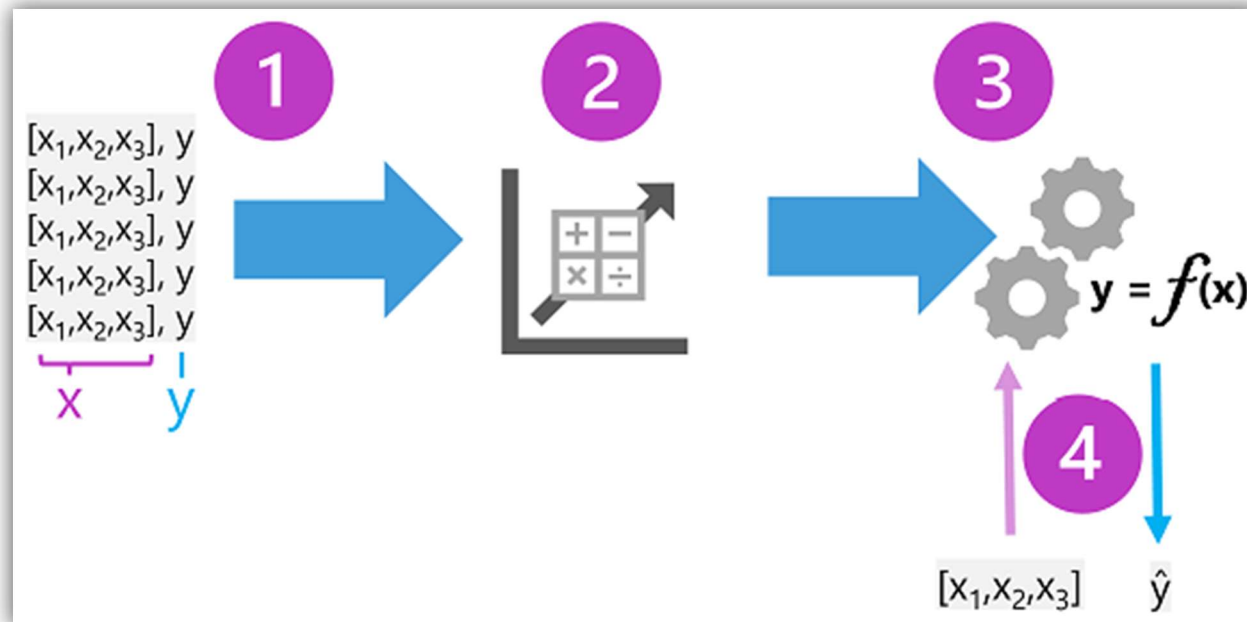 1
2
3
[x₁,x₂,x₃], y
[x₁,x₂,x₃], y
[x₁,x₂,x₃], y
[x₁,x₂,x₃], y
[x₁,x₂,x₃], y
x
y
+ −
× ÷
y = f(x)
4
[x₁,x₂,x₃]
ŷ